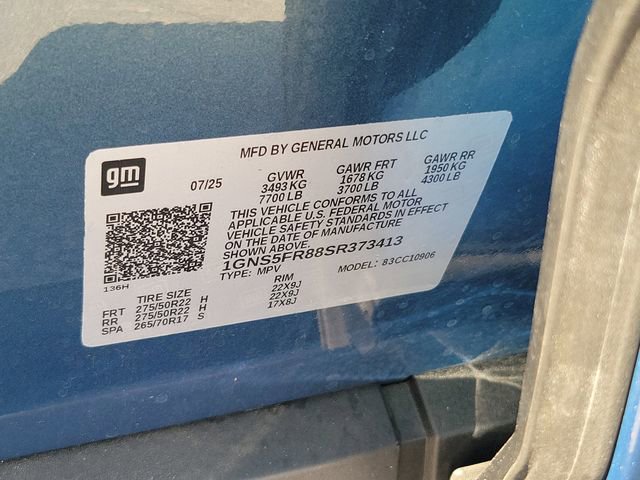 MFD BY GENERAL MOTORS LLC
gm
07/25
GVWR GAWR FRT GAWR RR
3493 KG 1678 KG 1950 KG
7700 LB 3700 LB 4300 LB
THIS VEHICLE CONFORMS TO ALL
APPLICABLE U.S. FEDERAL MOTOR
VEHICLE SAFETY STANDARDS IN EFFECT
ON THE DATE OF MANUFACTURE
SHOWN ABOVE.
1GNS5FR88SR373413
TYPE: MPV MODEL: 83CC10906
136H
TIRE SIZE RIM
FRT 275/50R22 H 22X9J
RR 275/50R22 H 22X9J
SPA 265/70R17 S 17X8J